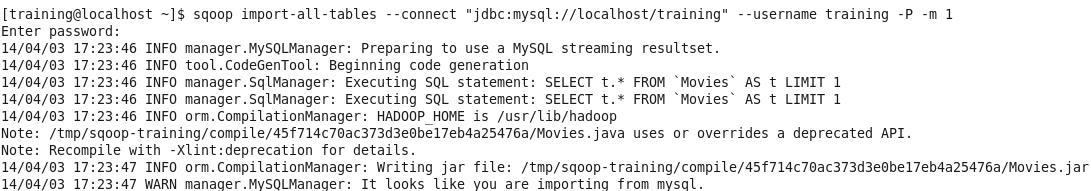 [training@localhost ~]$ sqoop import-all-tables --connect "jdbc:mysql://localhost/training" --username training -P -m 1
Enter password:
14/04/03 17:23:46 INFO manager.MySQLManager: Preparing to use a MySQL streaming resultset.
14/04/03 17:23:46 INFO tool.CodeGenTool: Beginning code generation
14/04/03 17:23:46 INFO manager.SqlManager: Executing SQL statement: SELECT t.* FROM `Movies` AS t LIMIT 1
14/04/03 17:23:46 INFO manager.SqlManager: Executing SQL statement: SELECT t.* FROM `Movies` AS t LIMIT 1
14/04/03 17:23:46 INFO orm.CompilationManager: HADOOP_HOME is /usr/lib/hadoop
Note: /tmp/sqoop-training/compile/45f714c70ac373d3e0be17eb4a25476a/Movies.java uses or overrides a deprecated API.
Note: Recompile with -Xlint:deprecation for details.
14/04/03 17:23:47 INFO orm.CompilationManager: Writing jar file: /tmp/sqoop-training/compile/45f714c70ac373d3e0be17eb4a25476a/Movies.jar
14/04/03 17:23:47 WARN manager.MySQLManager: It looks like you are importing from mysql.